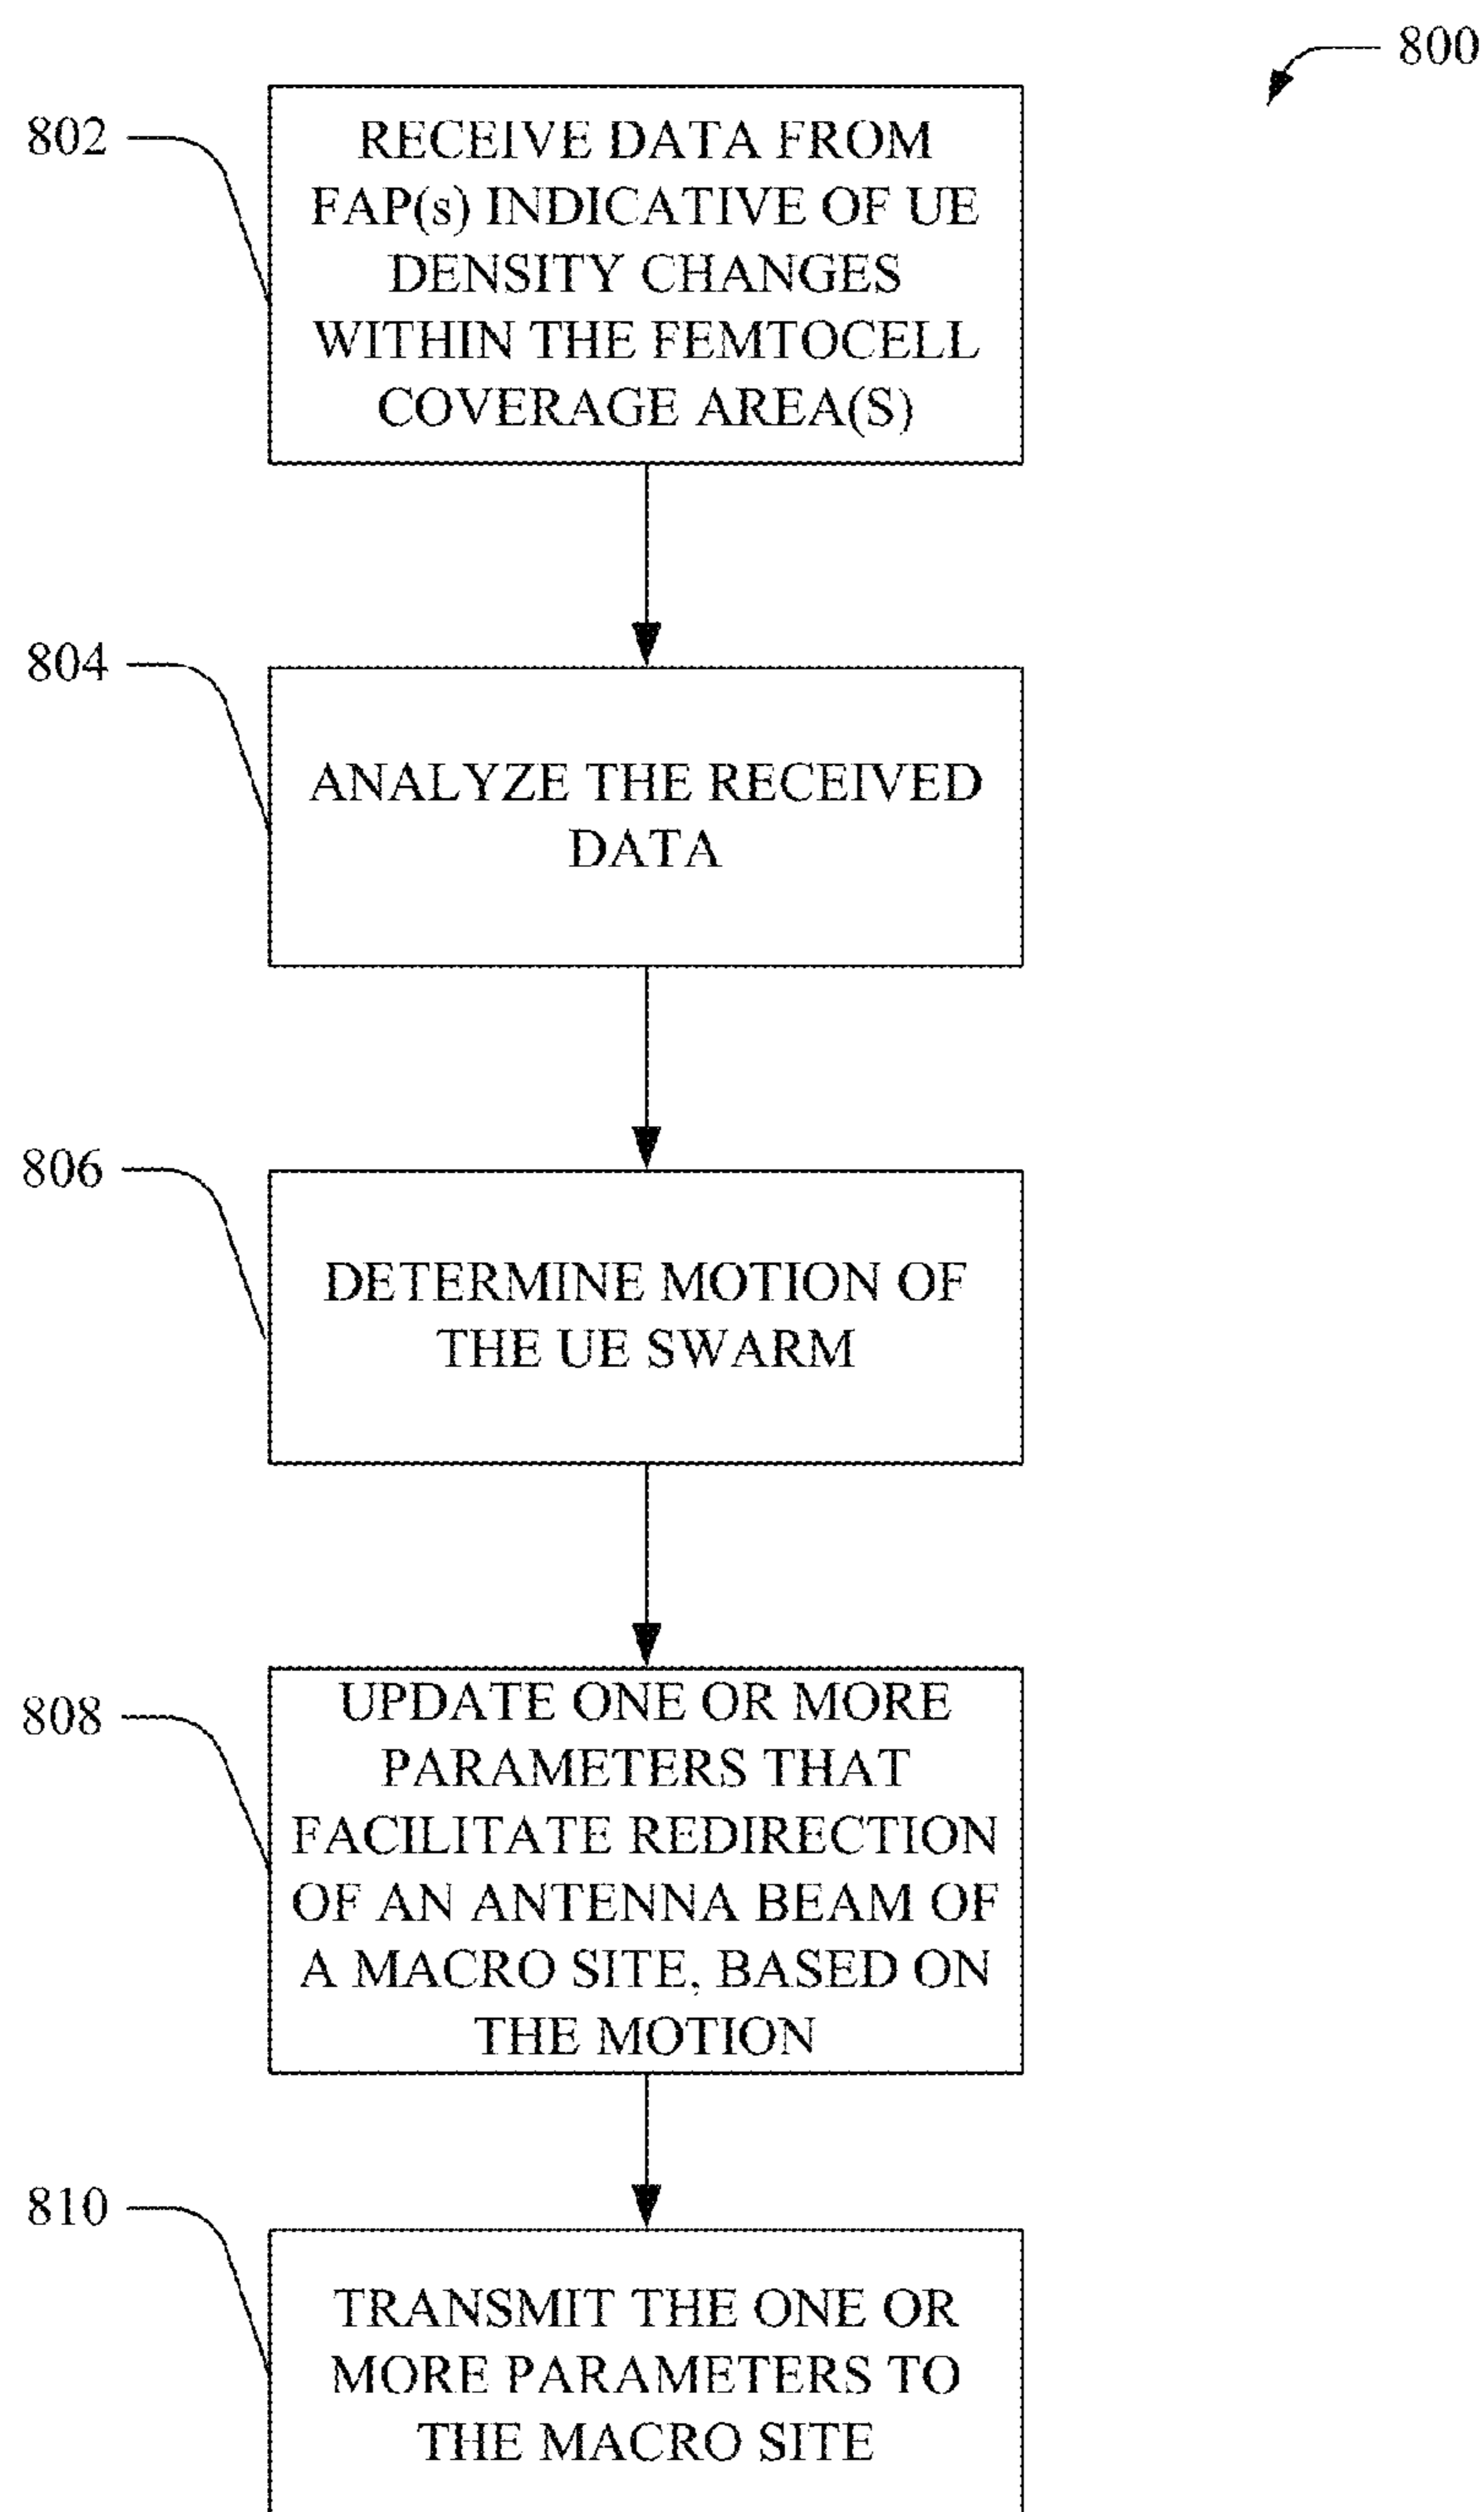 800
802
RECEIVE DATA FROM
FAP(s) INDICATIVE OF UE
DENSITY CHANGES
WITHIN THE FEMTOCELL
COVERAGE AREA(S)
804
ANALYZE THE RECEIVED
DATA
806
DETERMINE MOTION OF
THE UE SWARM
808
UPDATE ONE OR MORE
PARAMETERS THAT
FACILITATE REDIRECTION
OF AN ANTENNA BEAM OF
A MACRO SITE, BASED ON
THE MOTION
810
TRANSMIT THE ONE OR
MORE PARAMETERS TO
THE MACRO SITE